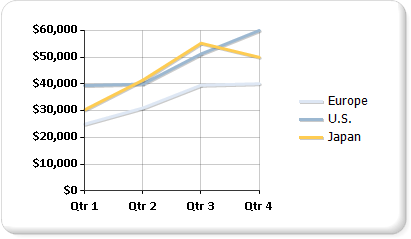 $60,000
$50,000
$40,000
$30,000
$20,000
$10,000
$0
Qtr 1 Qtr 2 Qtr 3 Qtr 4
Europe
U.S.
Japan